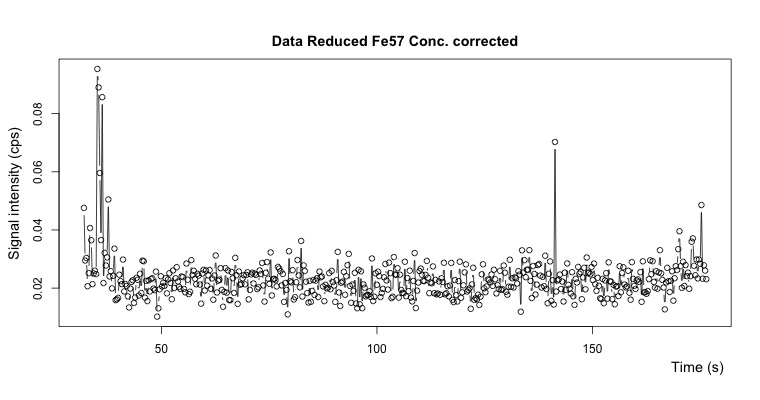 Data Reduced Fe57 Conc. corrected
Signal intensity (cps)
0.08
0.06
0.04
0.02
50
100
150
Time (s)